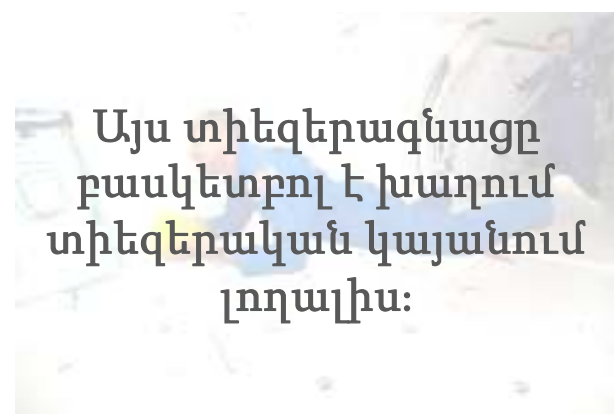 Այս տիեզերագնացը
բասկետբոլ է խաղում
տիեզերական կայանում
լողալիս։